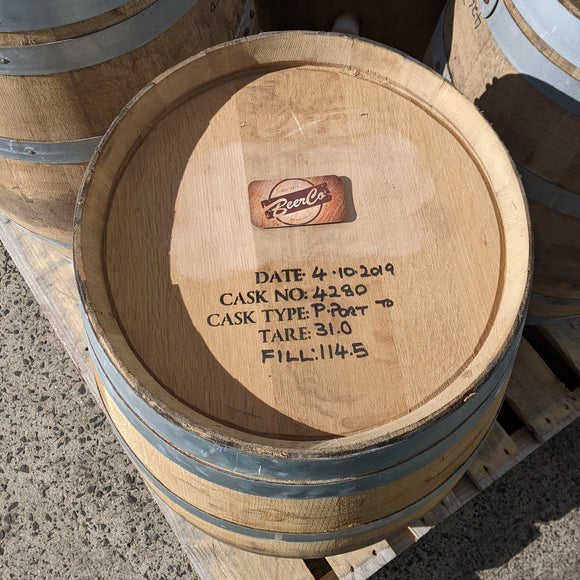 BeerCo
DATE 4.10.2019
CASK NO: 4280
CASK TYPE: P.PORT TO
TARE: 31.0
FILL: 114.5